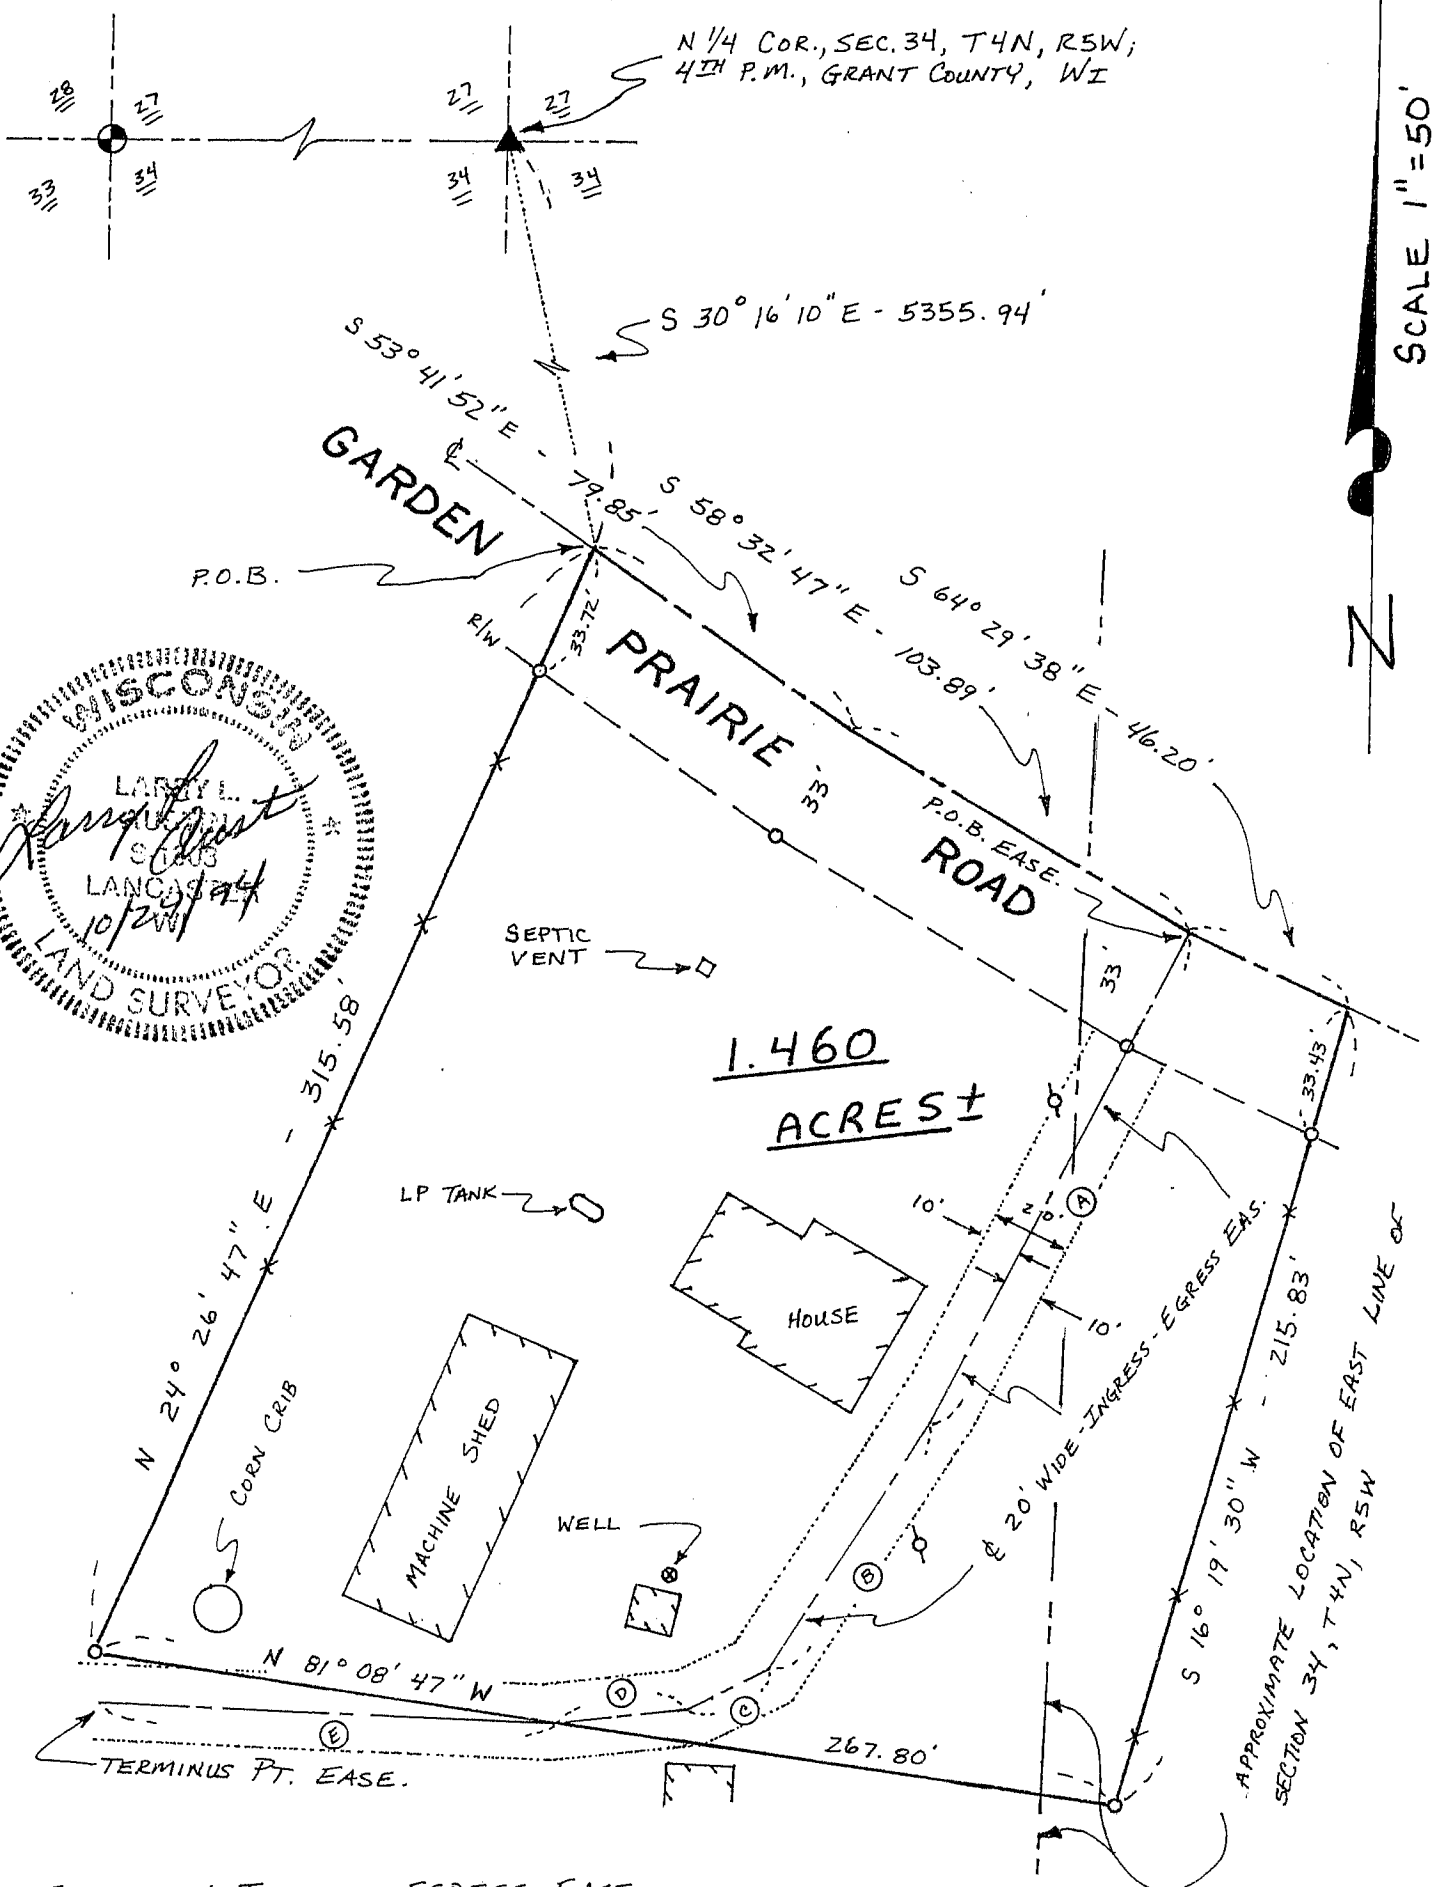 N 1/4 COR., SEC. 34, T4N, R5W;
4TH P.M., GRANT COUNTY, WI
28
27
27
27
33
34
34
34
SCALE 1"=50'
S 30° 16' 10" E - 5355.94'
S 53° 41' 52" E - 79.85'
S 58° 32' 47" E - 103.89'
S 64° 29' 38" E - 46.20'
GARDEN
PRAIRIE
ROAD
℄
P.O.B.
R/W
33.72'
33'
P.O.B. EASE.
33'
33.43'
N
WISCONSIN
LARRY L.
LANCASTER
WI
LAND SURVEYOR
SEPTIC
VENT
1.460
ACRES ±
LP TANK
10'
20'
A
10'
HOUSE
℄ 20' WIDE - INGRESS - EGRESS EAS.
N 24° 26' 47" E - 315.58'
S 16° 19' 30" W - 215.83'
APPROXIMATE LOCATION OF EAST LINE OF
SECTION 34, T4N, R5W
CORN CRIB
MACHINE SHED
WELL
B
N 81° 08' 47" W
D
C
E
267.80'
TERMINUS PT. EASE.